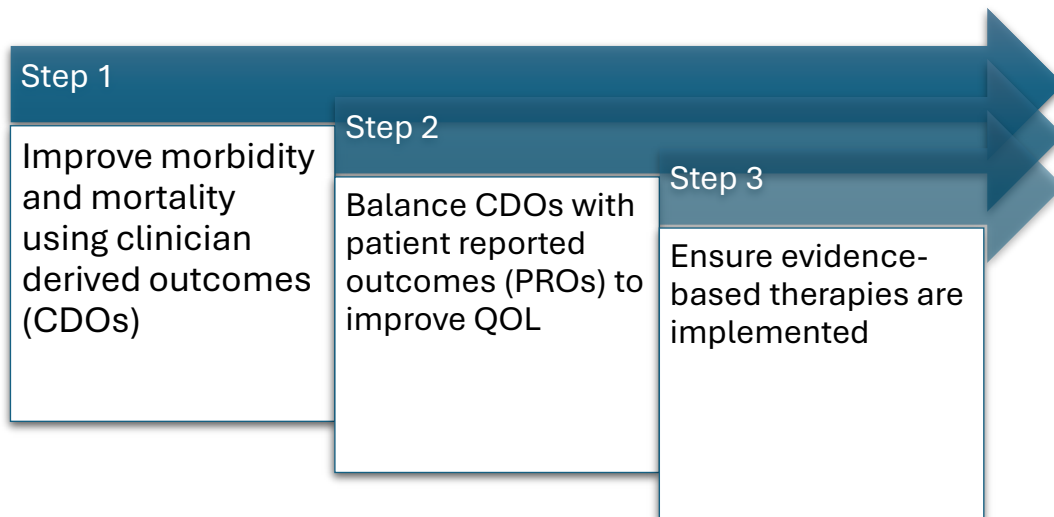 Step 1
Improve morbidity
and mortality
using clinician
derived outcomes
(CDOs)
Step 2
Balance CDOs with
patient reported
outcomes (PROs) to
improve QOL
Step 3
Ensure evidence-
based therapies are
implemented